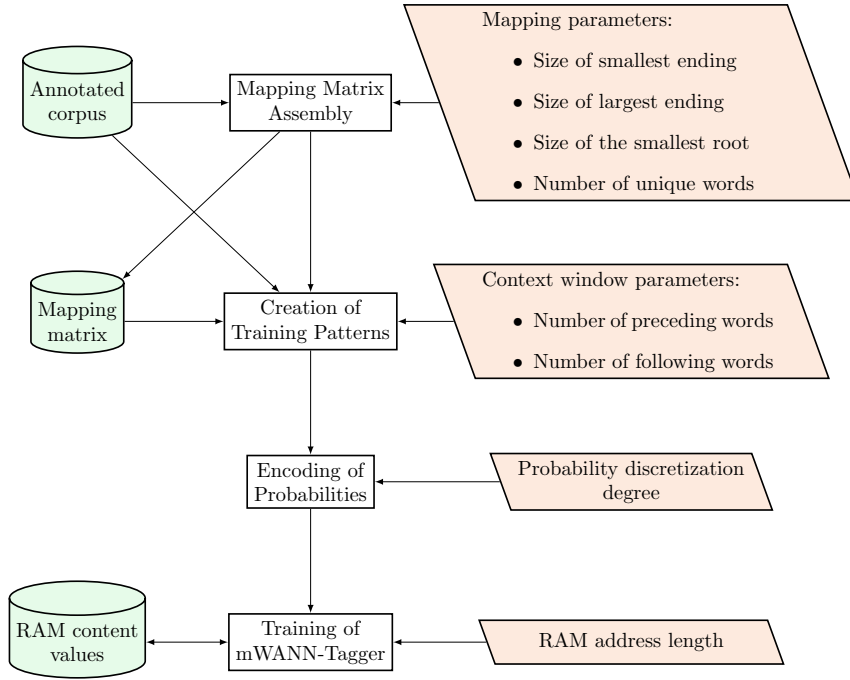 Mapping parameters:
• Size of smallest ending
• Size of largest ending
• Size of the smallest root
• Number of unique words
Annotated
corpus
Mapping Matrix
Assembly
Mapping
matrix
Creation of
Training Patterns
Context window parameters:
• Number of preceding words
• Number of following words
Encoding of
Probabilities
Probability discretization
degree
RAM content
values
Training of
mWANN-Tagger
RAM address length